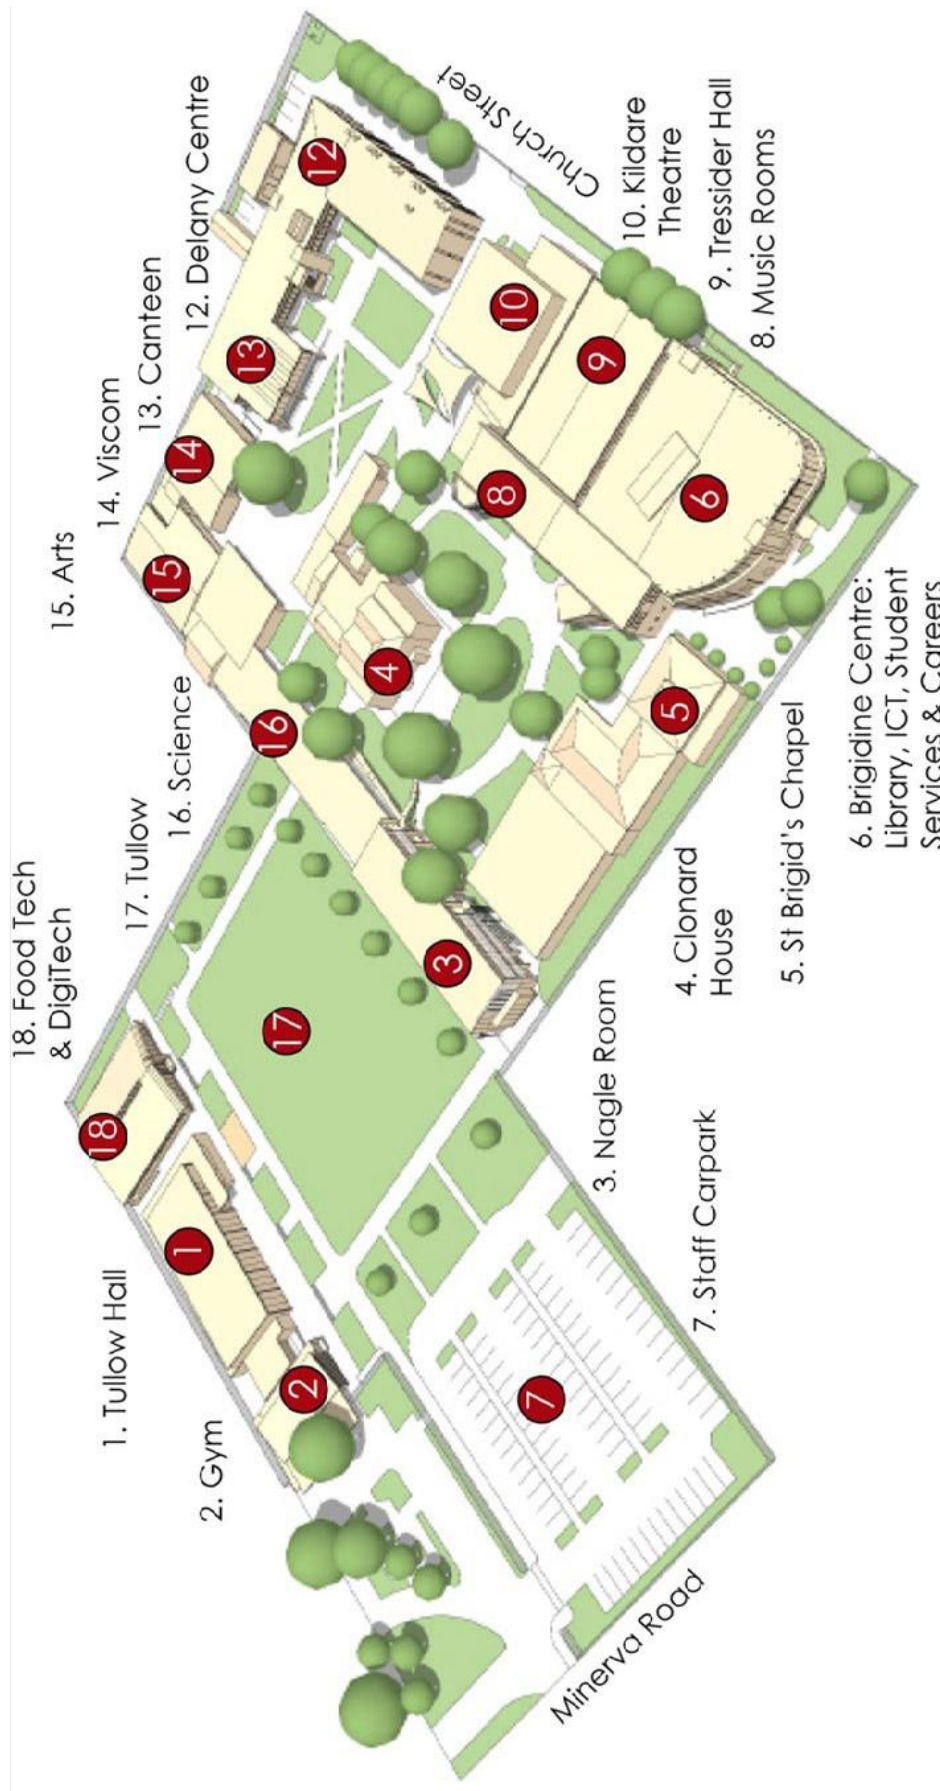 1. Tullow Hall
2. Gym
18. Food Tech
& DigiTech
17. Tullow
16. Science
15. Arts
14. Viscom
13. Canteen
12. Delany Centre
Church Street
10. Kildare
Theatre
9. Tressider Hall
8. Music Rooms
Minerva Road
7. Staff Carpark
3. Nagle Room
4. Clonard
House
5. St Brigid's Chapel
6. Brigidine Centre:
Library, ICT, Student
Services & Careers
1
2
3
4
5
6
7
8
9
10
12
13
14
15
16
17
18